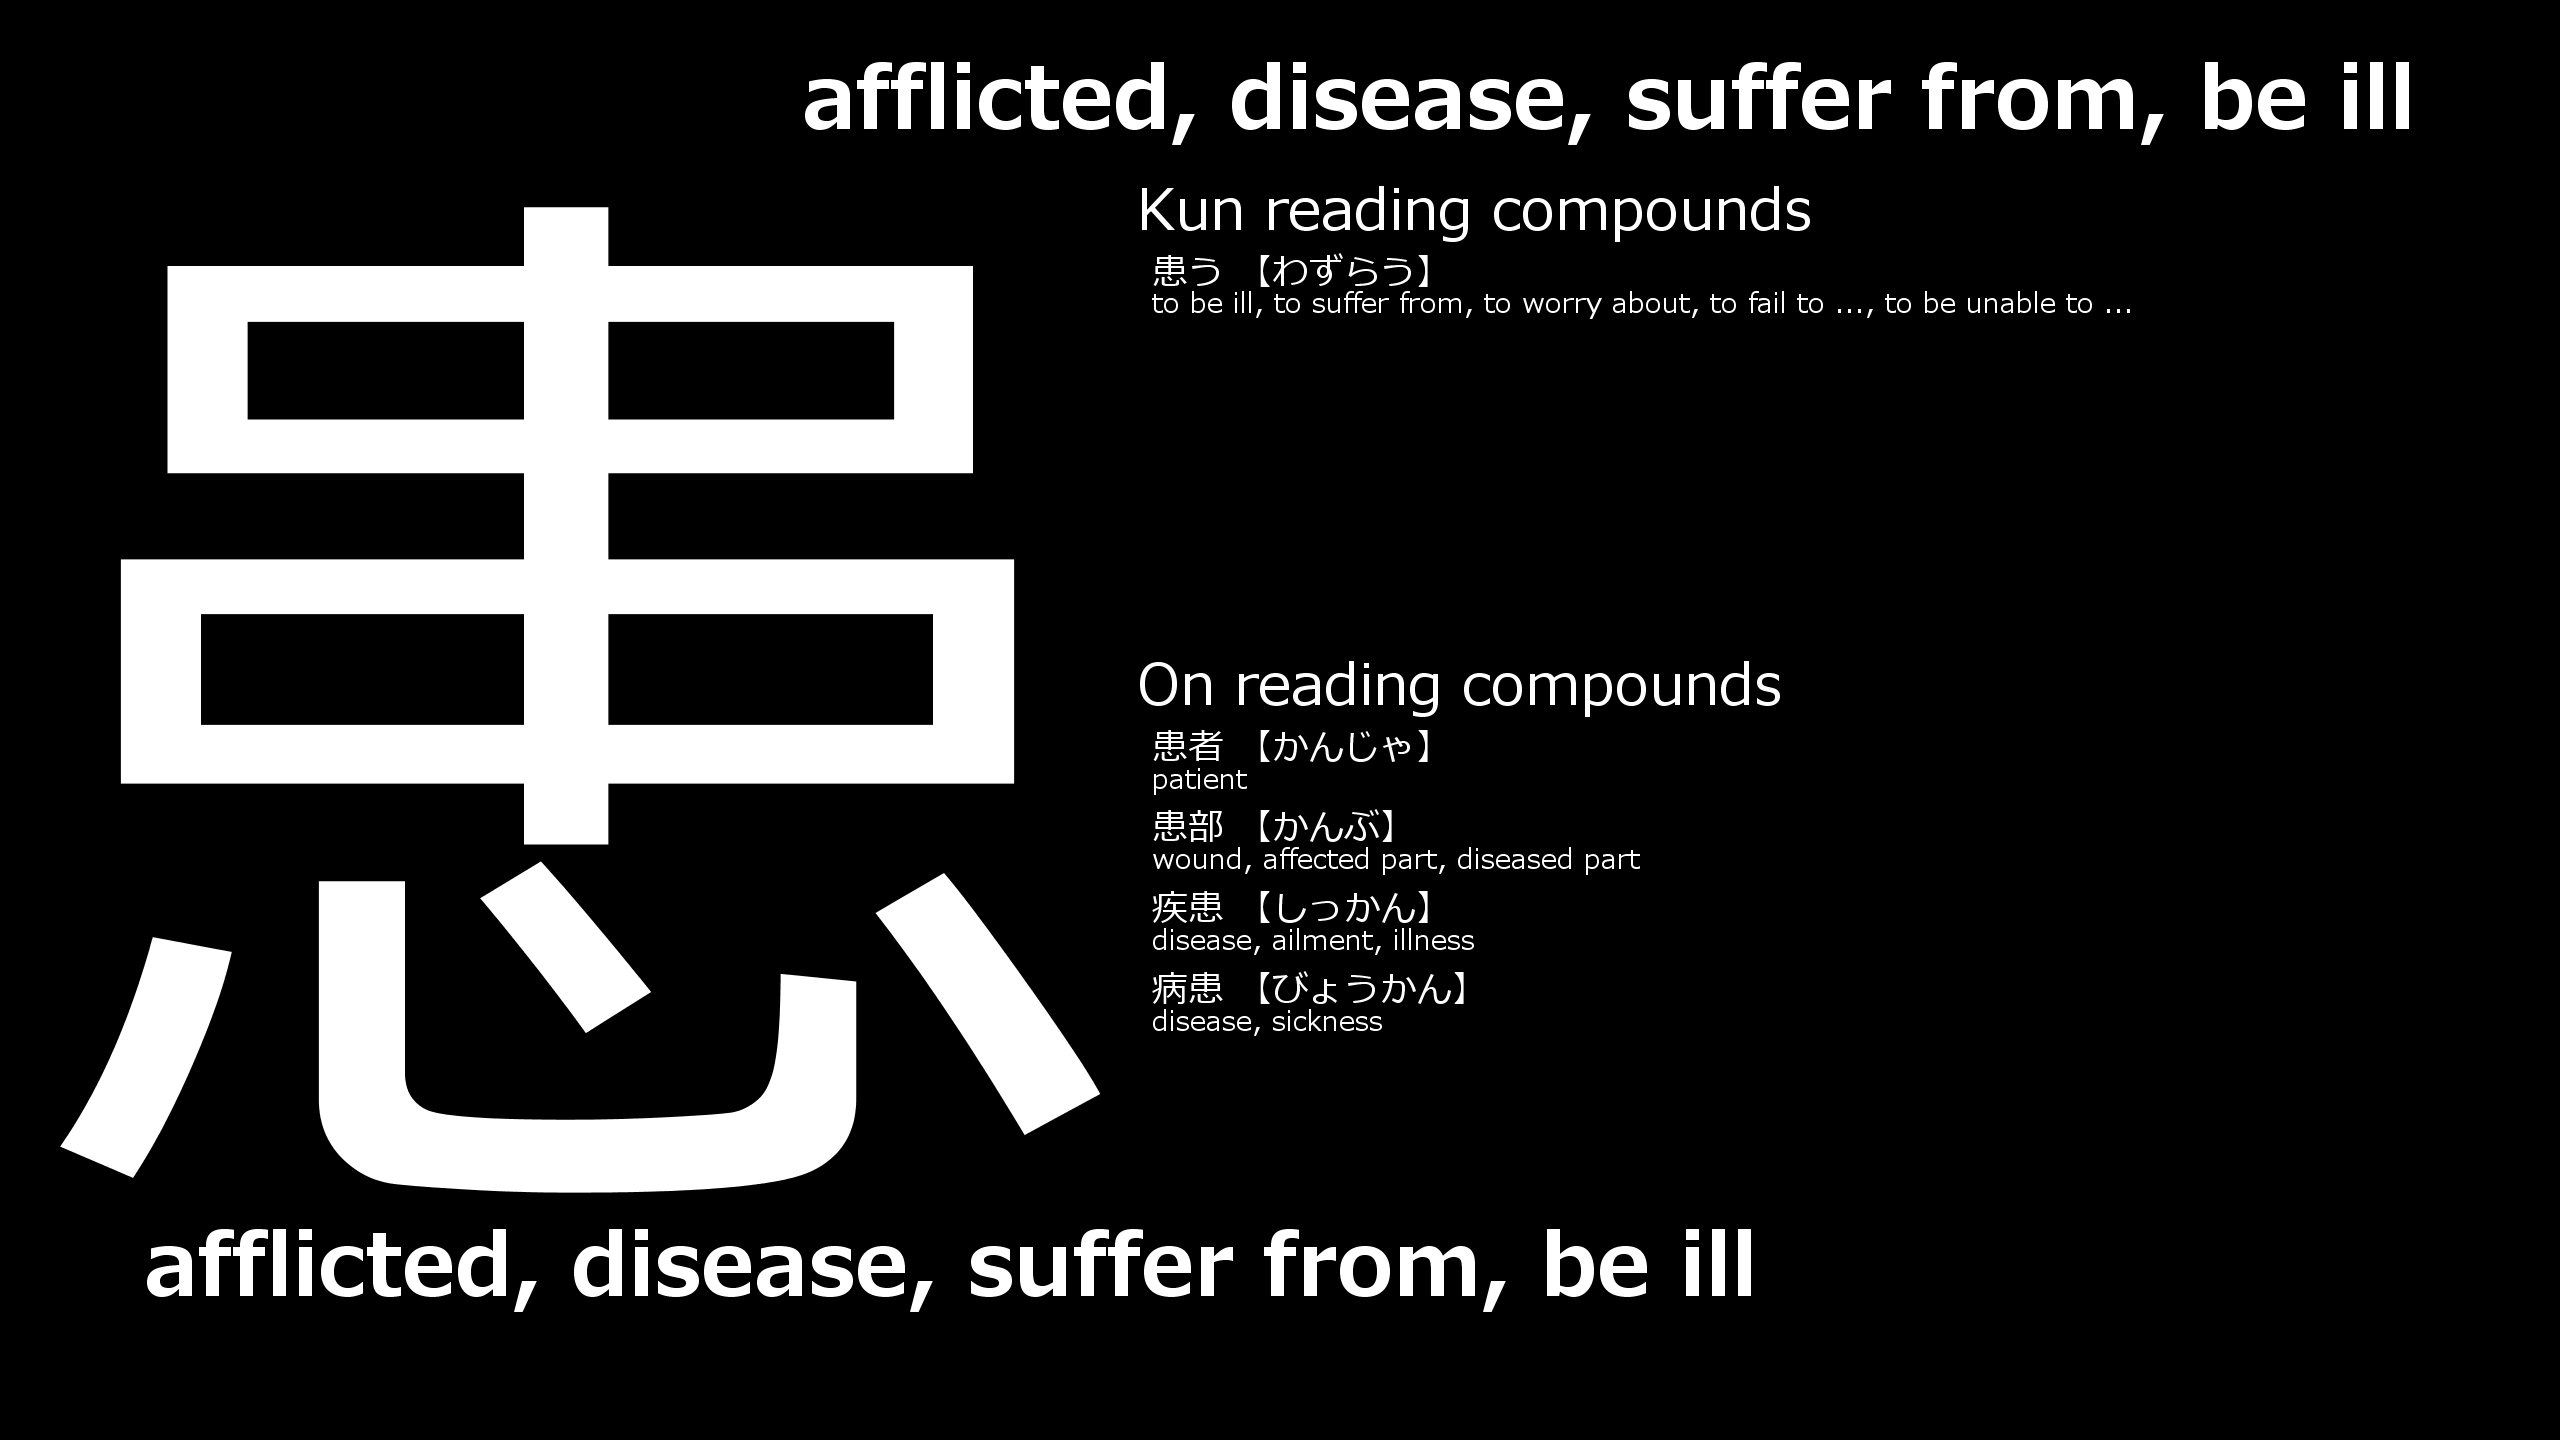 afflicted, disease, suffer from, be ill
患
Kun reading compounds
患う 【わずらう】
to be ill, to suffer from, to worry about, to fail to ..., to be unable to ...
On reading compounds
患者 【かんじゃ】
patient
患部 【かんぶ】
wound, affected part, diseased part
疾患 【しっかん】
disease, ailment, illness
病患 【びょうかん】
disease, sickness
afflicted, disease, suffer from, be ill